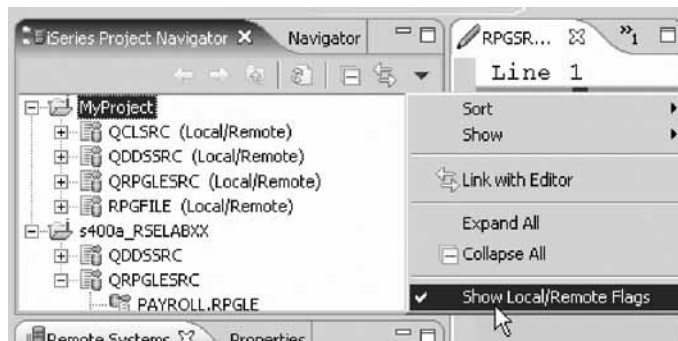 iSeries Project Navigator
Navigator
RPGSR...
1
Line 1
MyProject
QCLSRC (Local/Remote)
QDDSSRC (Local/Remote)
QRPGLESRC (Local/Remote)
RPGFILE (Local/Remote)
s400a_RSELABXX
QDDSSRC
QRPGLESRC
PAYROLL.RPGLE
Sort
Show
Link with Editor
Expand All
Collapse All
Show Local/Remote Flags
Remote Systems
Properties